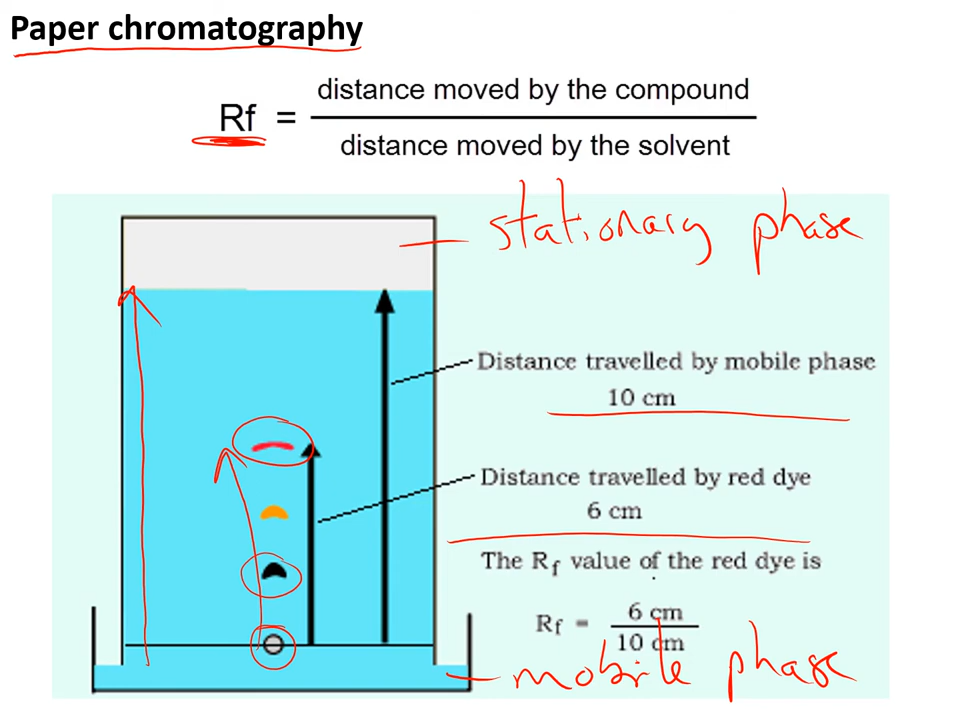 Paper chromatography
Rf = distance moved by the compound
distance moved by the solvent
stationary phase
Distance travelled by mobile phase
10 cm
Distance travelled by red dye
6 cm
The Rf value of the red dye is
Rf = 6 cm
10 cm
mobile phase